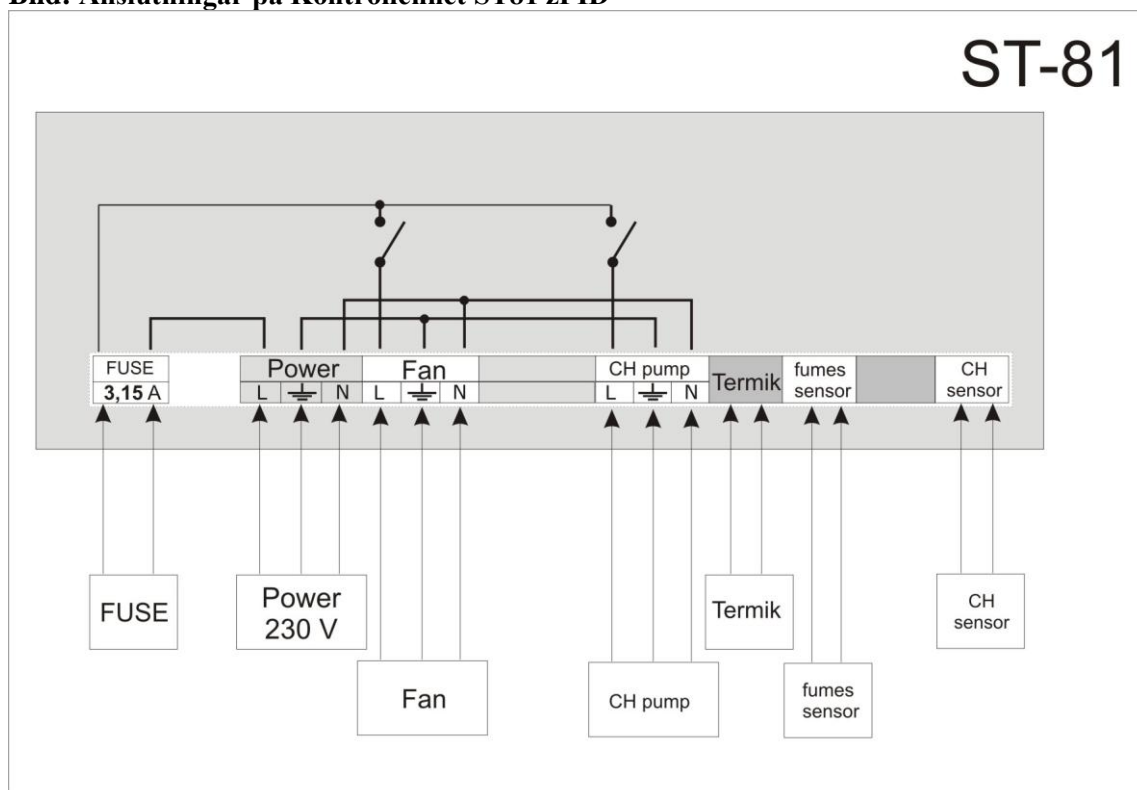 Bild: Anslutningar på Kontrollenhet ST81 zPID
ST-81
FUSE
3,15 A
Power
L N
Fan
L N
CH pump
L N
Termik
fumes
sensor
CH
sensor
FUSE
Power
230 V
Fan
CH pump
Termik
fumes
sensor
CH
sensor